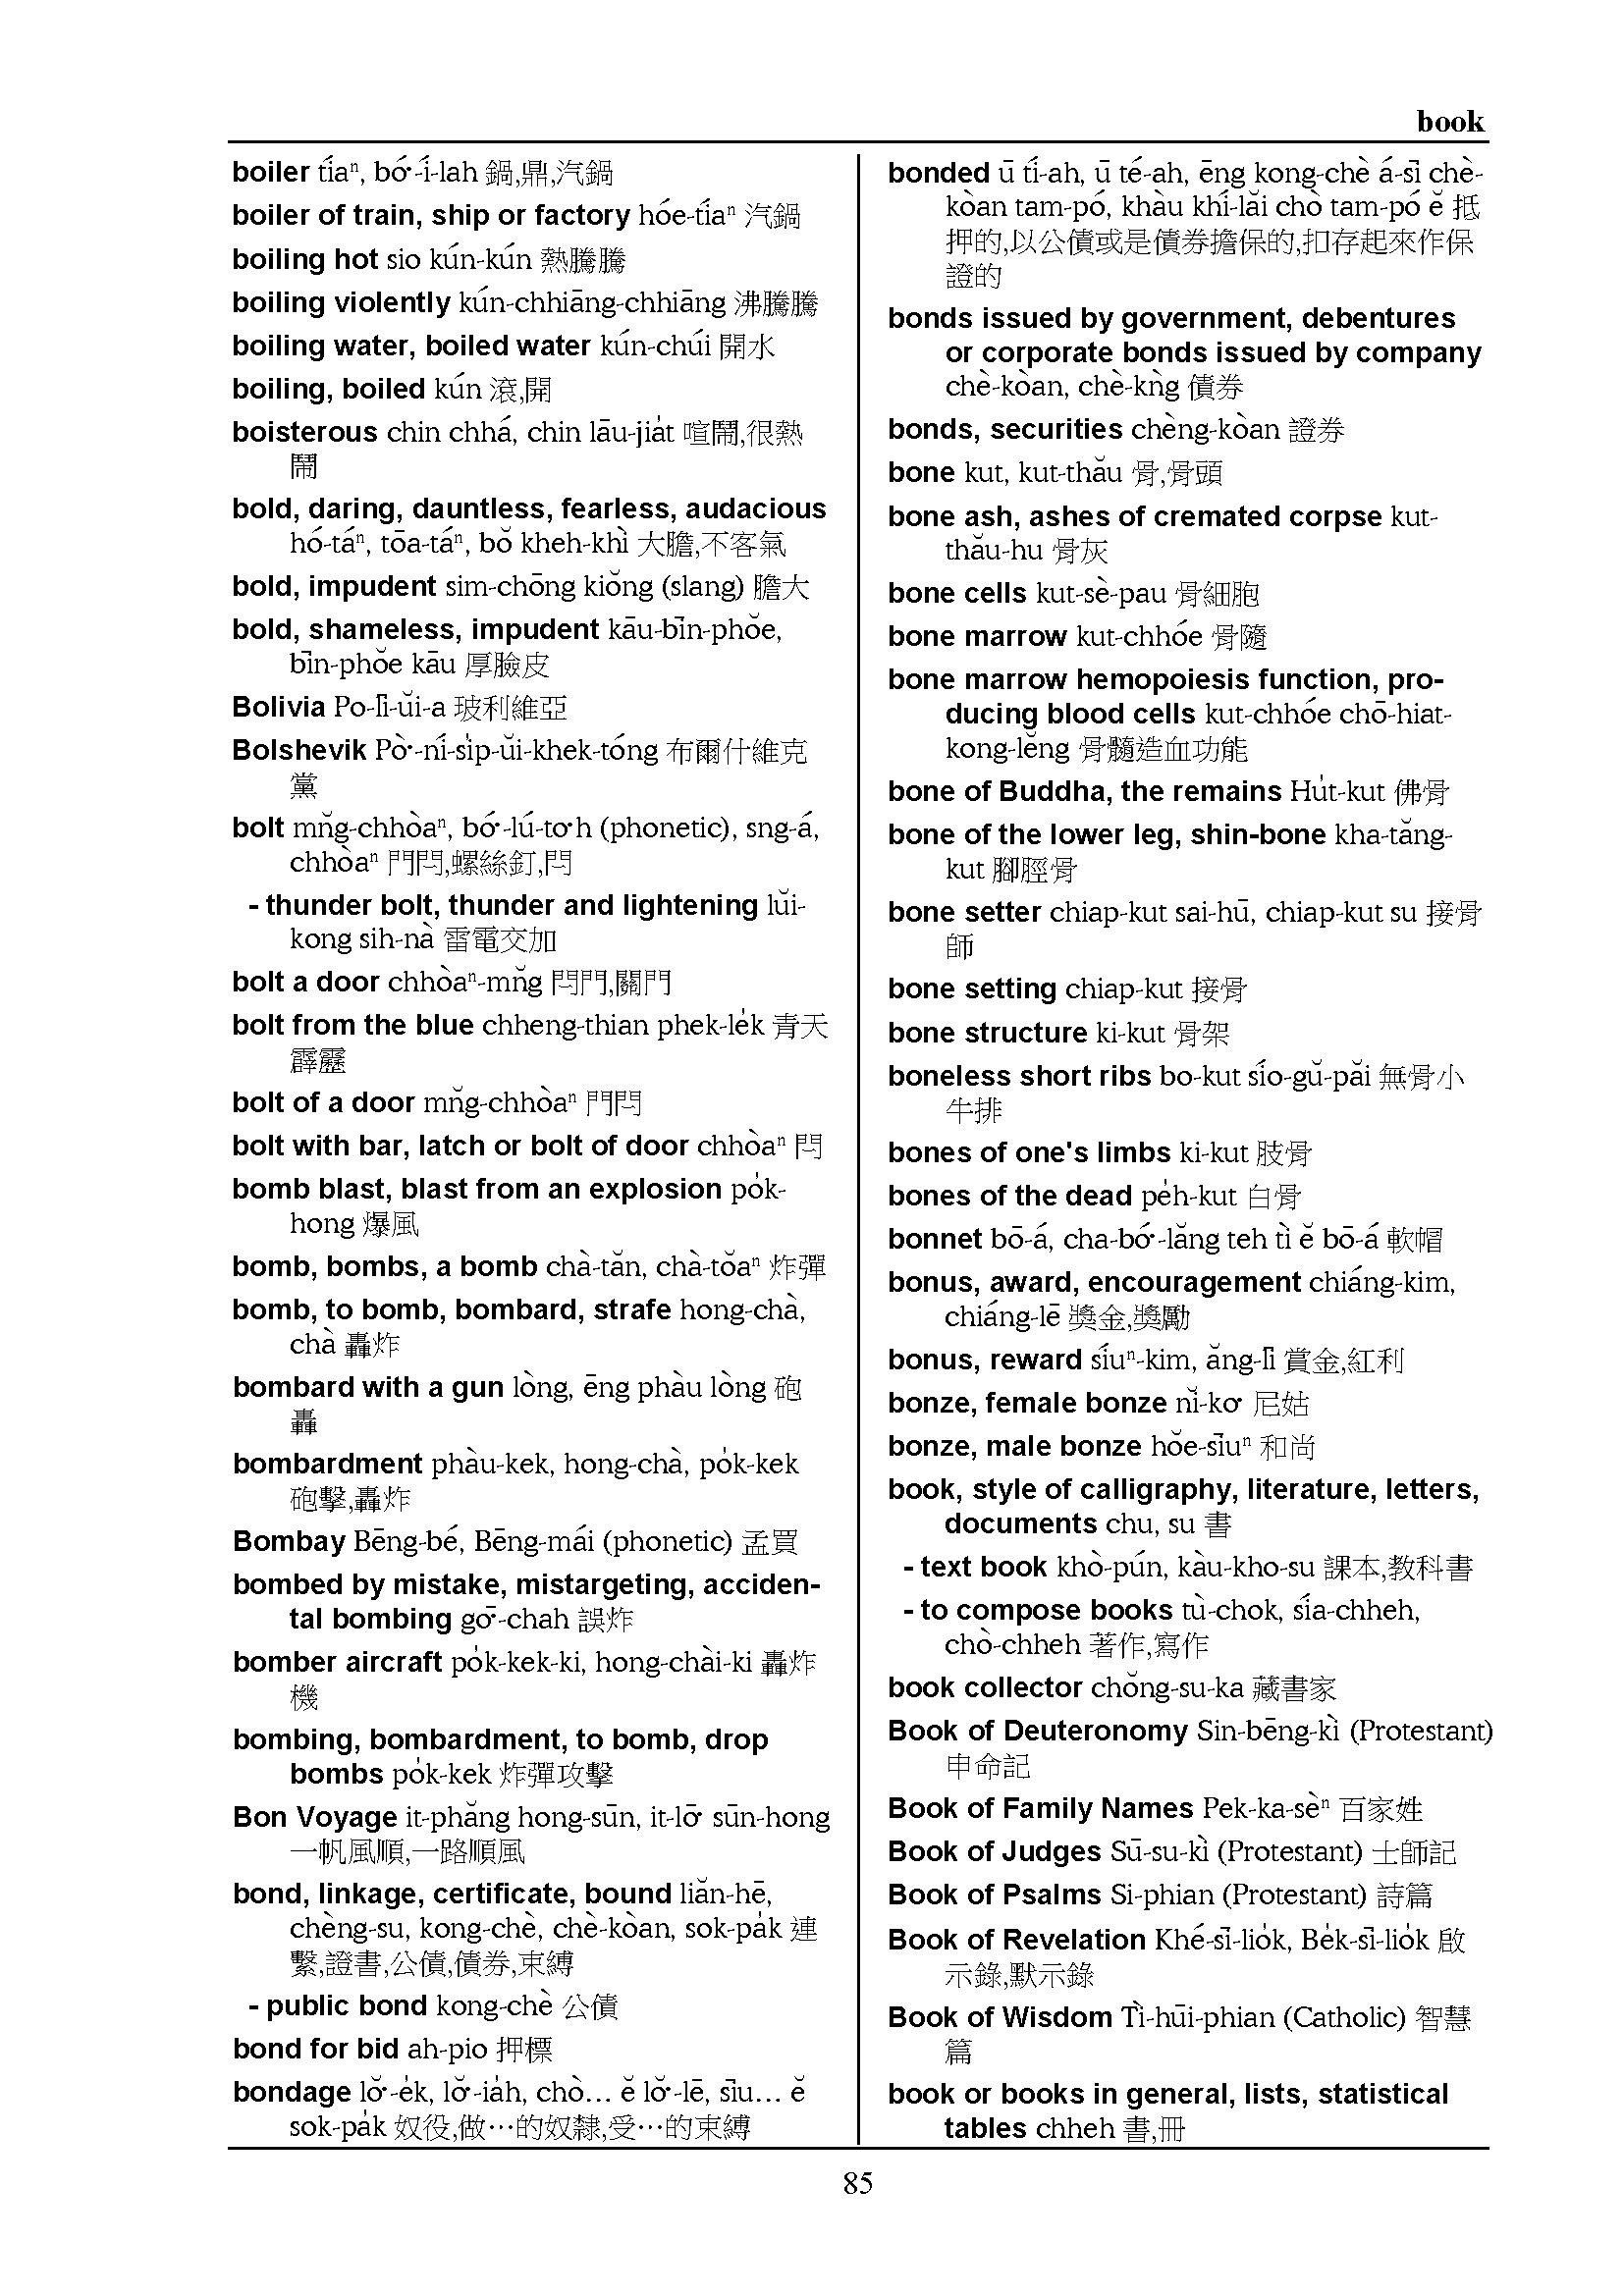 book
boiler tíaⁿ, bó͘-í-lah 鍋,鼎,汽鍋
boiler of train, ship or factory hóe-tíaⁿ 汽鍋
boiling hot sio kún-kún 熱騰騰
boiling violently kún-chhiāng-chhiāng 沸騰騰
boiling water, boiled water kún-chúi 開水
boiling, boiled kún 滾,開
boisterous chin chhá, chin lāu-jia̍t 喧鬧,很熱
鬧
bold, daring, dauntless, fearless, audacious
hó-táⁿ, tōa-táⁿ, bŏ kheh-khì 大膽,不客氣
bold, impudent sim-chōng kiŏng (slang) 膽大
bold, shameless, impudent kāu-bīn-phŏe,
bīn-phŏe kāu 厚臉皮
Bolivia Po-lī-ŭi-a 玻利維亞
Bolshevik Pò͘-ní-si̍p-ŭi-khek-tóng 布爾什維克
黨
bolt mn̆g-chhòaⁿ, bó͘-lú-to͘h (phonetic), sng-á,
chhòaⁿ 門閂,螺絲釘,閂
- thunder bolt, thunder and lightening lŭi-
kong sih-nà 雷電交加
bolt a door chhòaⁿ-mn̆g 閂門,關門
bolt from the blue chheng-thian phek-le̍k 青天
霹靂
bolt of a door mn̆g-chhòaⁿ 門閂
bolt with bar, latch or bolt of door chhòaⁿ 閂
bomb blast, blast from an explosion po̍k-
hong 爆風
bomb, bombs, a bomb chà-tăn, chà-tŏaⁿ 炸彈
bomb, to bomb, bombard, strafe hong-chà,
chà 轟炸
bombard with a gun lòng, ēng phàu lòng 砲
轟
bombardment phàu-kek, hong-chà, po̍k-kek
砲擊,轟炸
Bombay Bēng-bé, Bēng-mái (phonetic) 孟買
bombed by mistake, mistargeting, acciden-
tal bombing gō͘-chah 誤炸
bomber aircraft po̍k-kek-ki, hong-chài-ki 轟炸
機
bombing, bombardment, to bomb, drop
bombs po̍k-kek 炸彈攻擊
Bon Voyage it-phăng hong-sūn, it-lō͘ sūn-hong
一帆風順,一路順風
bond, linkage, certificate, bound liăn-hē,
chèng-su, kong-chè, chè-kòan, sok-pa̍k 連
繫,證書,公債,債券,束縛
- public bond kong-chè 公債
bond for bid ah-pio 押標
bondage lŏ͘-e̍k, lŏ͘-ia̍h, chò... ĕ lŏ͘-lē, sīu... ĕ
sok-pa̍k 奴役,做…的奴隸,受…的束縛
bonded ū tí-ah, ū té-ah, ēng kong-chè á-sī chè-
kòan tam-pó, khàu khí-lăi chò tam-pó ĕ 抵
押的,以公債或是債券擔保的,扣存起來作保
證的
bonds issued by government, debentures
or corporate bonds issued by company
chè-kòan, chè-kǹg 債券
bonds, securities chèng-kòan 證券
bone kut, kut-thău 骨,骨頭
bone ash, ashes of cremated corpse kut-
thău-hu 骨灰
bone cells kut-sè-pau 骨細胞
bone marrow kut-chhóe 骨隨
bone marrow hemopoiesis function, pro-
ducing blood cells kut-chhóe chō-hiat-
kong-lĕng 骨髓造血功能
bone of Buddha, the remains Hu̍t-kut 佛骨
bone of the lower leg, shin-bone kha-tăng-
kut 腳脛骨
bone setter chiap-kut sai-hū, chiap-kut su 接骨
師
bone setting chiap-kut 接骨
bone structure ki-kut 骨架
boneless short ribs bo-kut sío-gŭ-păi 無骨小
牛排
bones of one's limbs ki-kut 肢骨
bones of the dead pe̍h-kut 白骨
bonnet bō-á, cha-bó͘-lăng teh tì ĕ bō-á 軟帽
bonus, award, encouragement chiáng-kim,
chiáng-lē 獎金,獎勵
bonus, reward síuⁿ-kim, ăng-lī 賞金,紅利
bonze, female bonze nĭ-ko͘ 尼姑
bonze, male bonze hŏe-sīuⁿ 和尚
book, style of calligraphy, literature, letters,
documents chu, su 書
- text book khò-pún, kàu-kho-su 課本,教科書
- to compose books tù-chok, sía-chheh,
chò-chheh 著作,寫作
book collector chŏng-su-ka 藏書家
Book of Deuteronomy Sin-bēng-kì (Protestant)
申命記
Book of Family Names Pek-ka-sèⁿ 百家姓
Book of Judges Sū-su-kì (Protestant) 士師記
Book of Psalms Si-phian (Protestant) 詩篇
Book of Revelation Khé-sī-lio̍k, Be̍k-sī-lio̍k 啟
示錄,默示錄
Book of Wisdom Tì-hūi-phian (Catholic) 智慧
篇
book or books in general, lists, statistical
tables chheh 書,冊
85